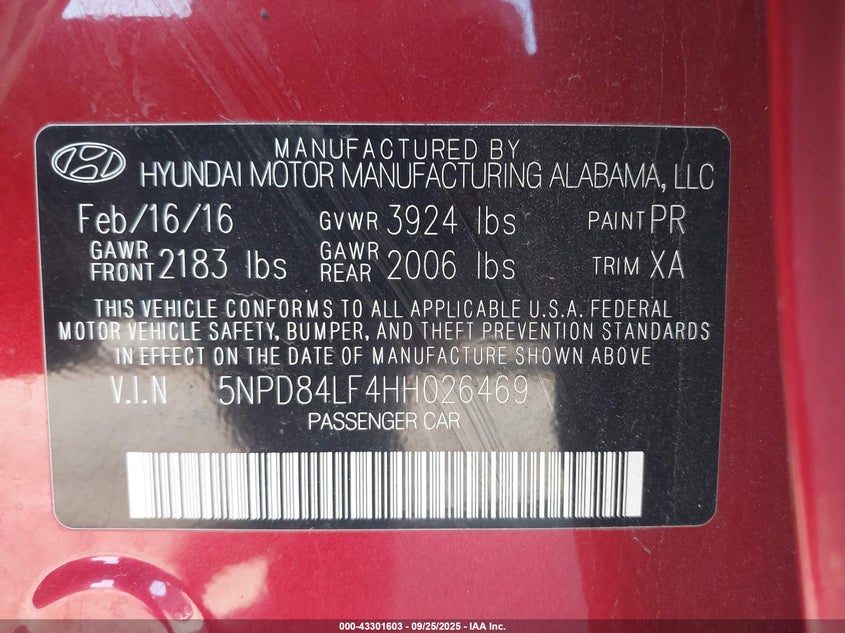 MANUFACTURED BY
HYUNDAI MOTOR MANUFACTURING ALABAMA, LLC
Feb/16/16 GVWR 3924 lbs PAINT PR
GAWR FRONT 2183 lbs GAWR REAR 2006 lbs TRIM XA
THIS VEHICLE CONFORMS TO ALL APPLICABLE U.S.A. FEDERAL
MOTOR VEHICLE SAFETY, BUMPER, AND THEFT PREVENTION STANDARDS
IN EFFECT ON THE DATE OF MANUFACTURE SHOWN ABOVE
V.I.N 5NPD84LF4HH026469
PASSENGER CAR
000-43301603 - 09/25/2025 - IAA Inc.